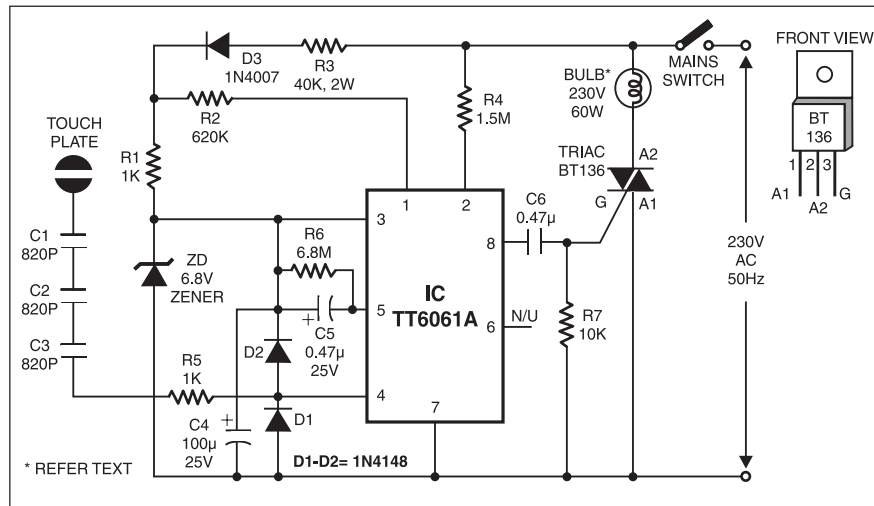 D3
1N4007
R3
40K, 2W
R2
620K
TOUCH
PLATE
R1
1K
R4
1.5M
BULB*
230V
60W
MAINS
SWITCH
FRONT VIEW
BT
136
1 2 3
A1
A2
G
TRIAC
BT136
A2
G
A1
C6
0.47µ
C1
820P
C2
820P
C3
820P
ZD
6.8V
ZENER
R6
6.8M
+
C5
0.47µ
25V
D2
R5
1K
D1
+
C4
100µ
25V
1
2
3
8
5
IC
TT6061A
6
N/U
4
7
R7
10K
230V
AC
50Hz
D1-D2= 1N4148
* REFER TEXT